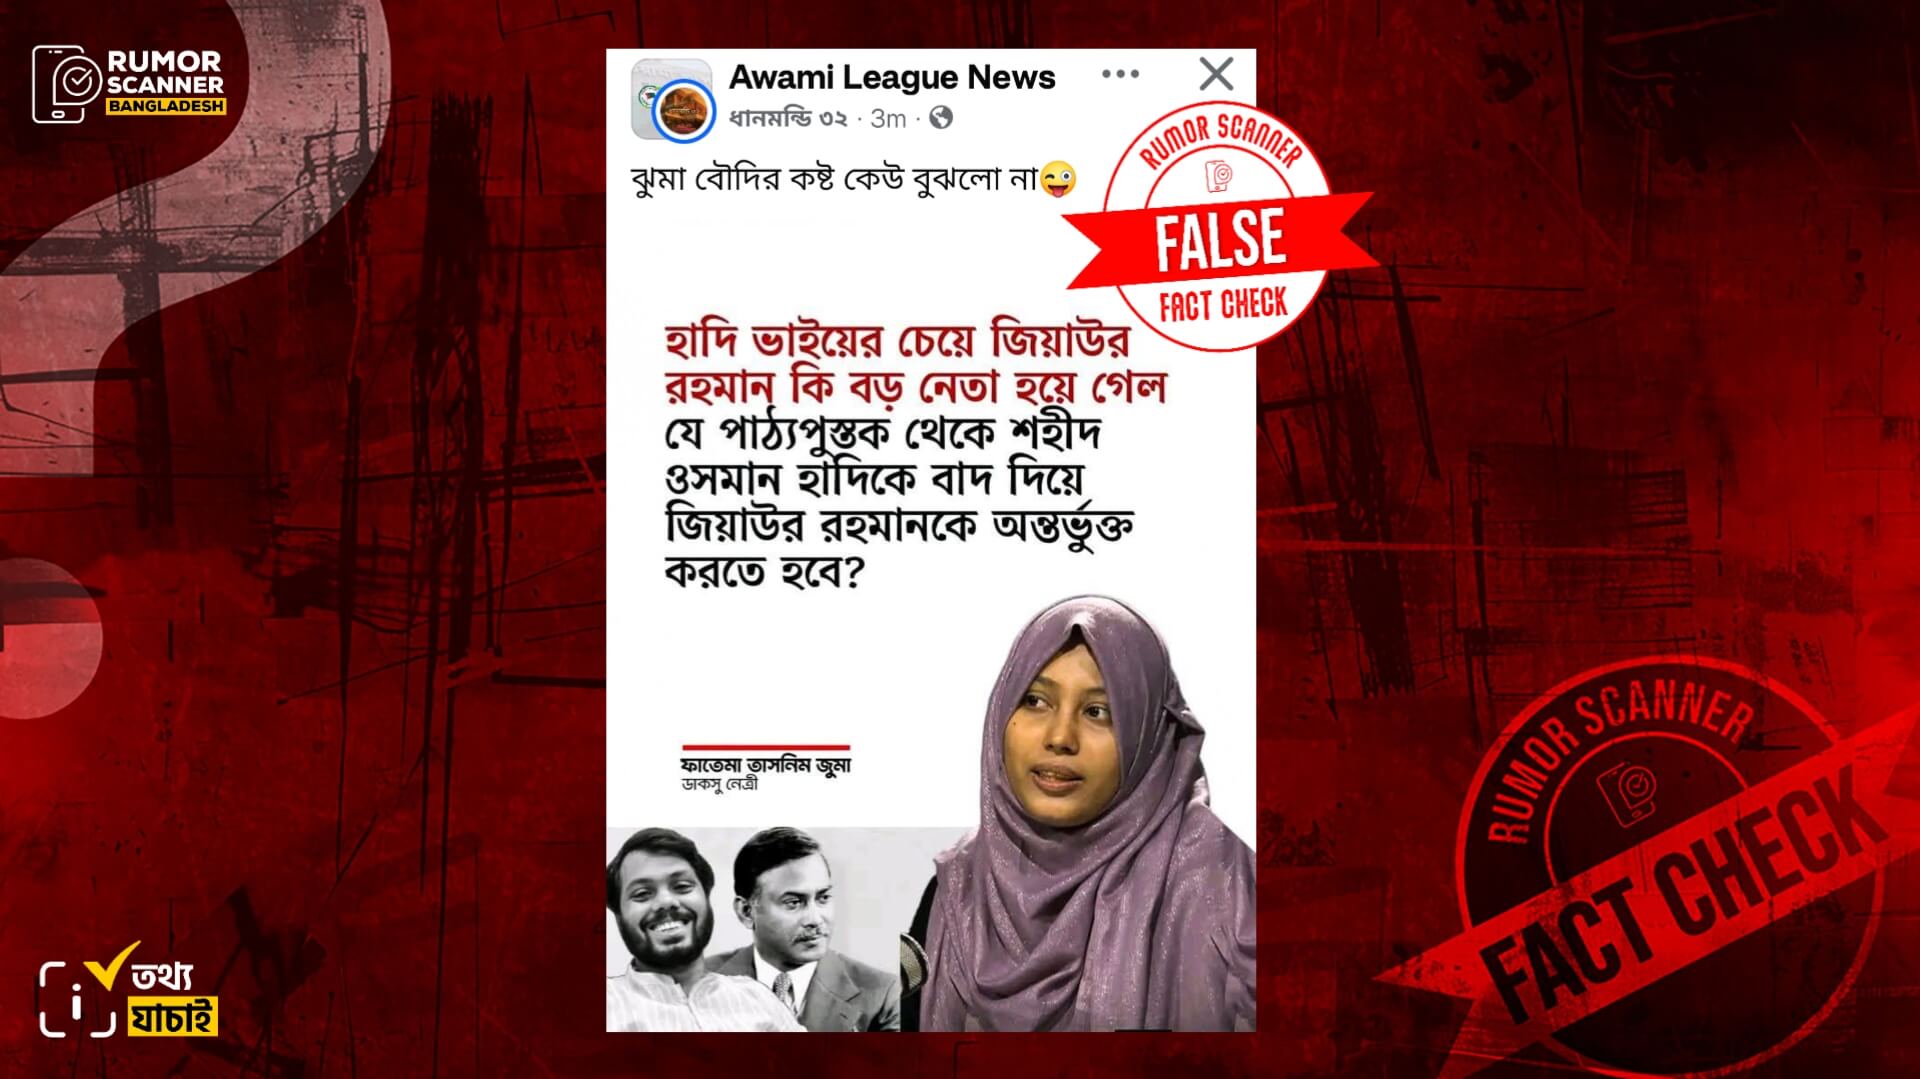 RUMOR
SCANNER
BANGLADESH
Awami League News
ধানমন্ডি ৩২ · 3m ·
ঝুমা বৌদির কষ্ট কেউ বুঝলো না😜
RUMOR SCANNER
FALSE
FACT CHECK
হাদি ভাইয়ের চেয়ে জিয়াউর
রহমান কি বড় নেতা হয়ে গেল
যে পাঠ্যপুস্তক থেকে শহীদ
ওসমান হাদিকে বাদ দিয়ে
জিয়াউর রহমানকে অন্তর্ভুক্ত
করতে হবে?
ফাতেমা তাসনিম জুমা
ডাকসু নেত্রী
RUMOR SCANNER
FACT CHECK
তথ্য
যাচাই